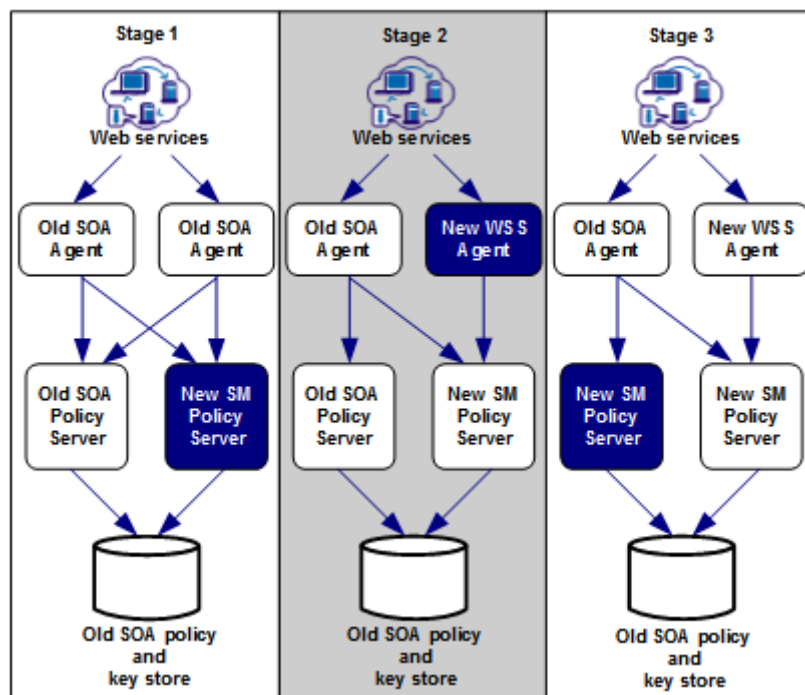 Stage 1
Web services
Old SOA
Agent
Old SOA
Agent
Old SOA
Policy
Server
New SM
Policy
Server
Old SOA policy
and
key store
Stage 2
Web services
Old SOA
Agent
New WSS
Agent
Old SOA
Policy
Server
New SM
Policy
Server
Old SOA policy
and
key store
Stage 3
Web services
Old SOA
Agent
New WSS
Agent
New SM
Policy
Server
New SM
Policy
Server
Old SOA policy
and
key store